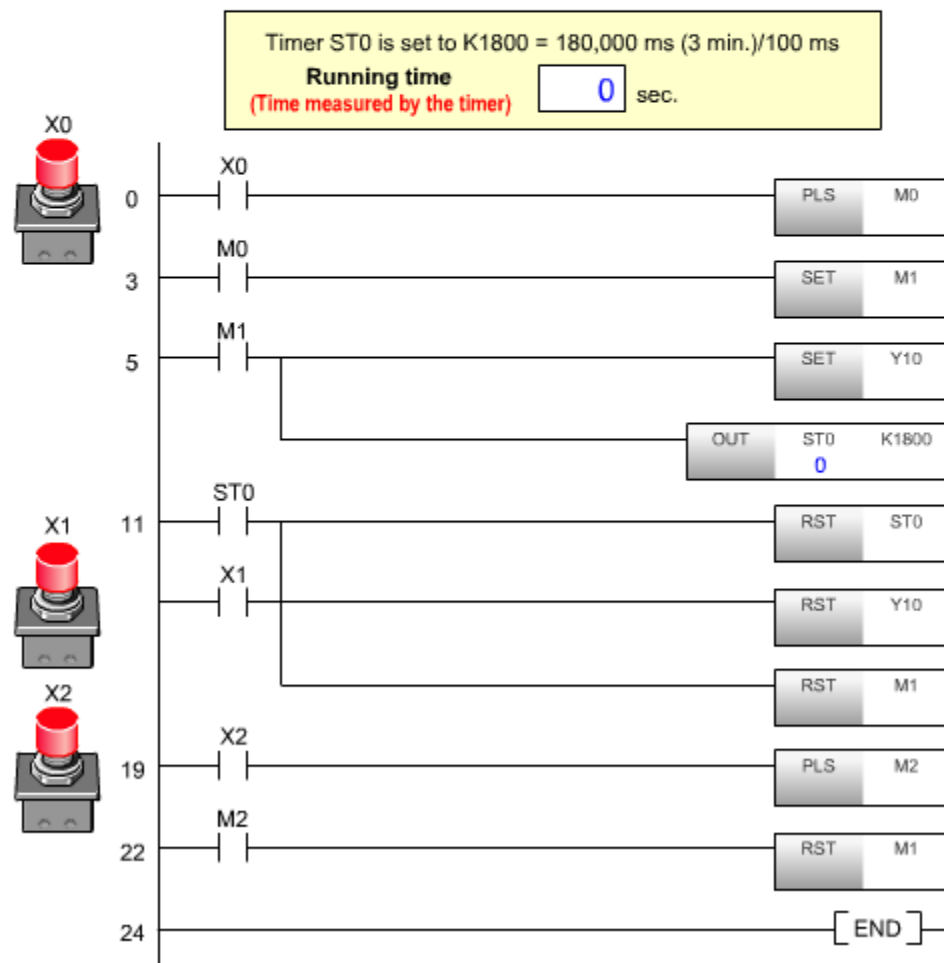 Timer ST0 is set to K1800 = 180,000 ms (3 min.)/100 ms
Running time
(Time measured by the timer)
0 sec.
X0
X0
0
PLS M0
M0
3
SET M1
M1
5
SET Y10
OUT ST0 K1800
0
ST0
X1
11
RST ST0
X1
RST Y10
RST M1
X2
X2
19
PLS M2
M2
22
RST M1
24
END